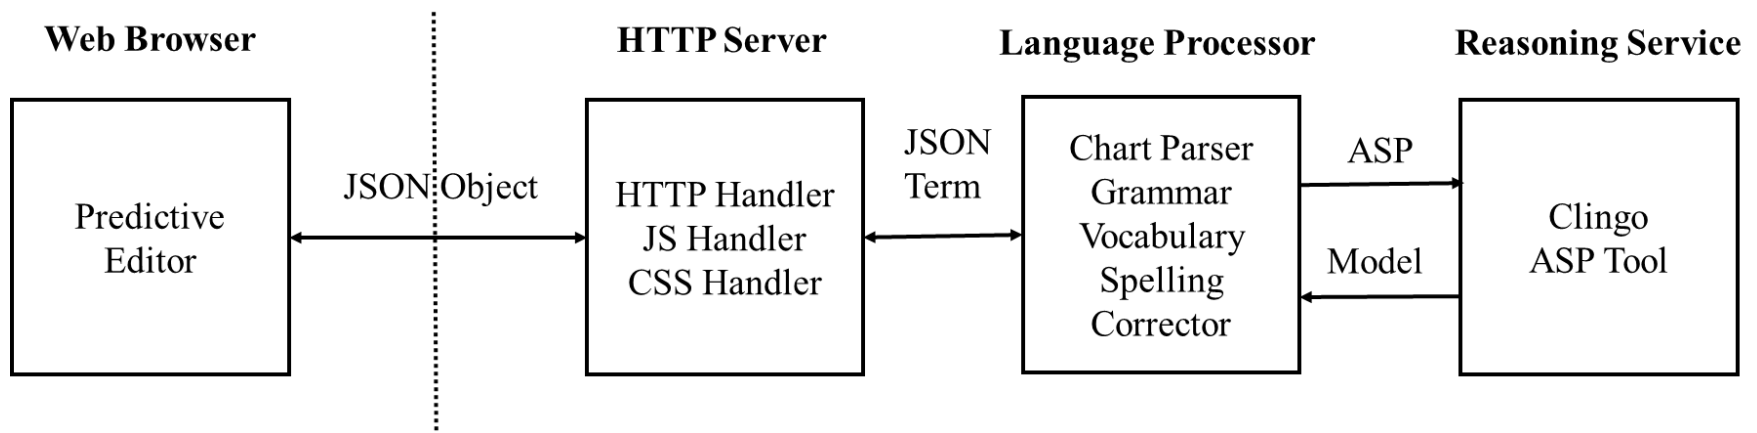 Web Browser
HTTP Server
Language Processor
Reasoning Service
Predictive
Editor
JSON Object
HTTP Handler
JS Handler
CSS Handler
JSON
Term
Chart Parser
Grammar
Vocabulary
Spelling
Corrector
ASP
Model
Clingo
ASP Tool